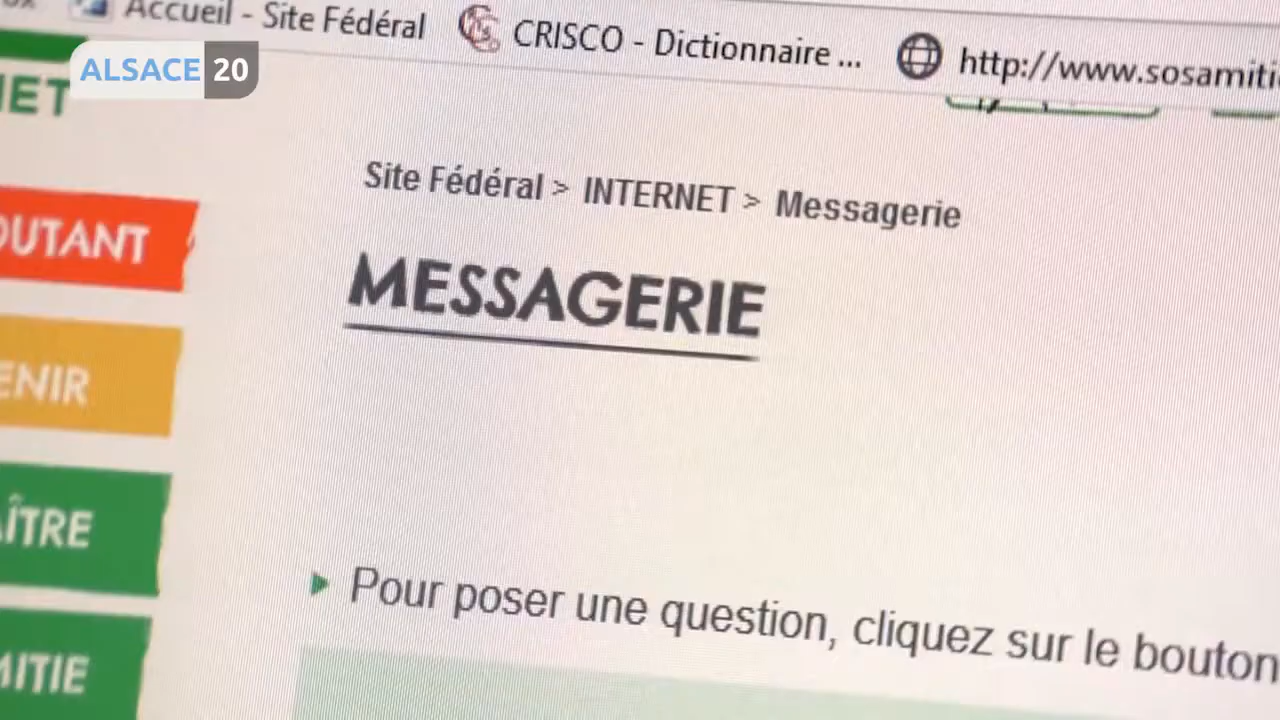 Accueil - Site Fédéral CRISCO - Dictionnaire ... http://www.sosamiti
ALSACE 20
Site Fédéral > INTERNET > Messagerie
OUTANT
MESSAGERIE
ENIR
AÎTRE
Pour poser une question, cliquez sur le bouton
MITIE